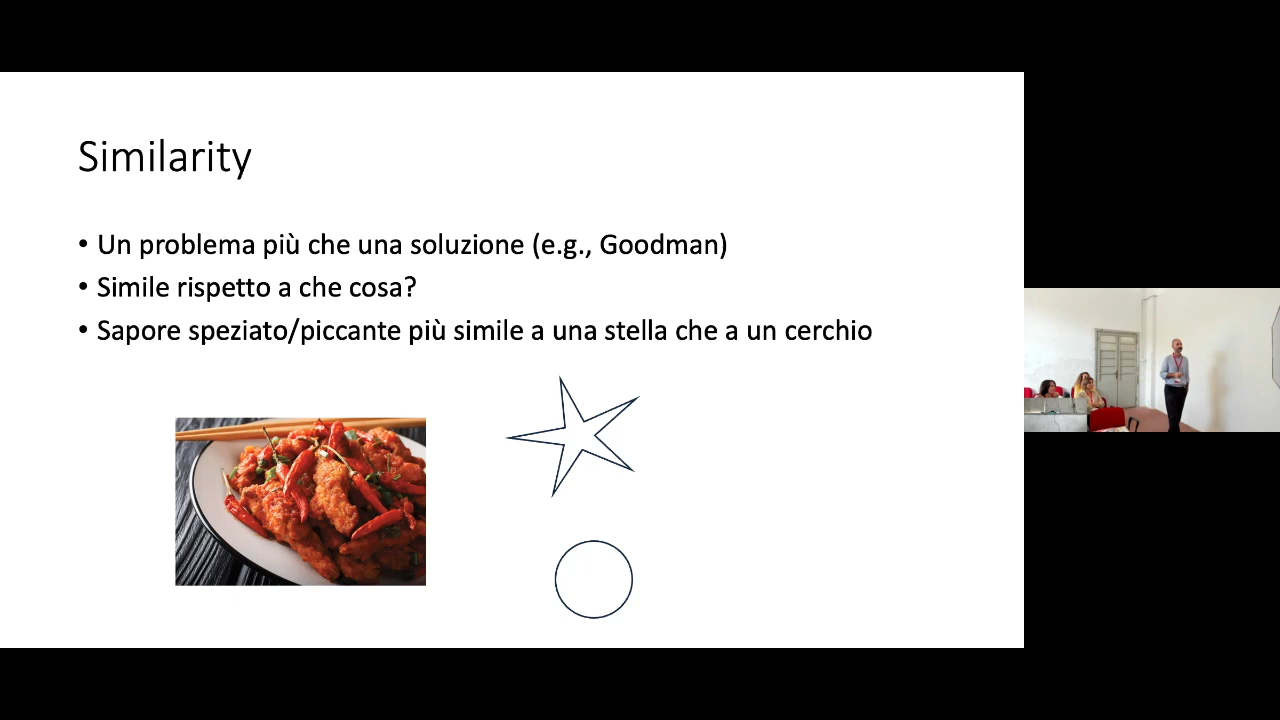 Similarity
• Un problema più che una soluzione (e.g., Goodman)
• Simile rispetto a che cosa?
• Sapore speziato/piccante più simile a una stella che a un cerchio